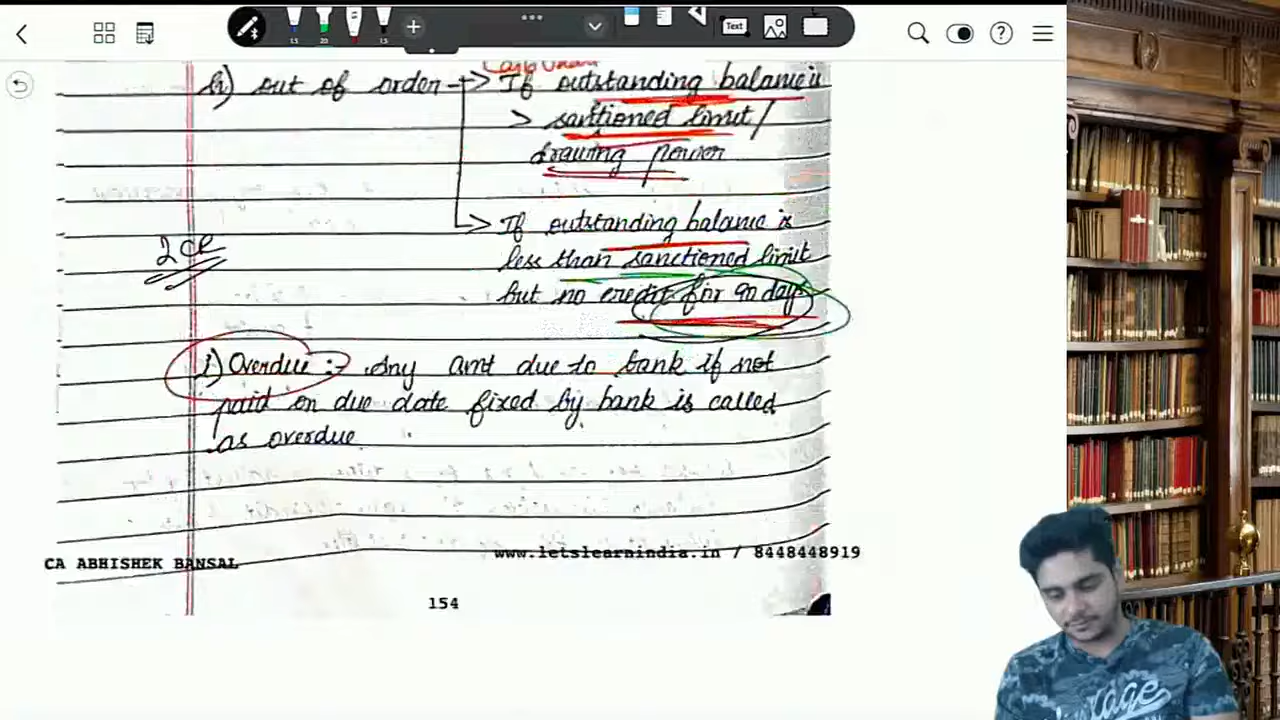 Text
h) out of order → If outstanding balance is
> sanctioned limit /
drawing power
→ If outstanding balance is
less than sanctioned limit
but no credit for 90 days
i) Overdue :- Any amt due to bank if not
paid on due date fixed by bank is called
as overdue
www.letslearnindia.in / 8448448919
CA ABHISHEK BANSAL
154